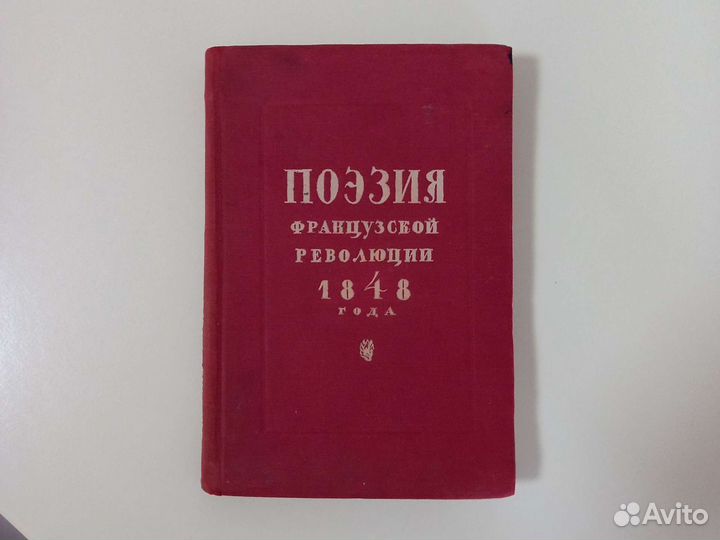 ПОЭЗИЯ
ФРАНЦУЗСКОЙ
РЕВОЛЮЦИИ
1848
ГОДА
Avito